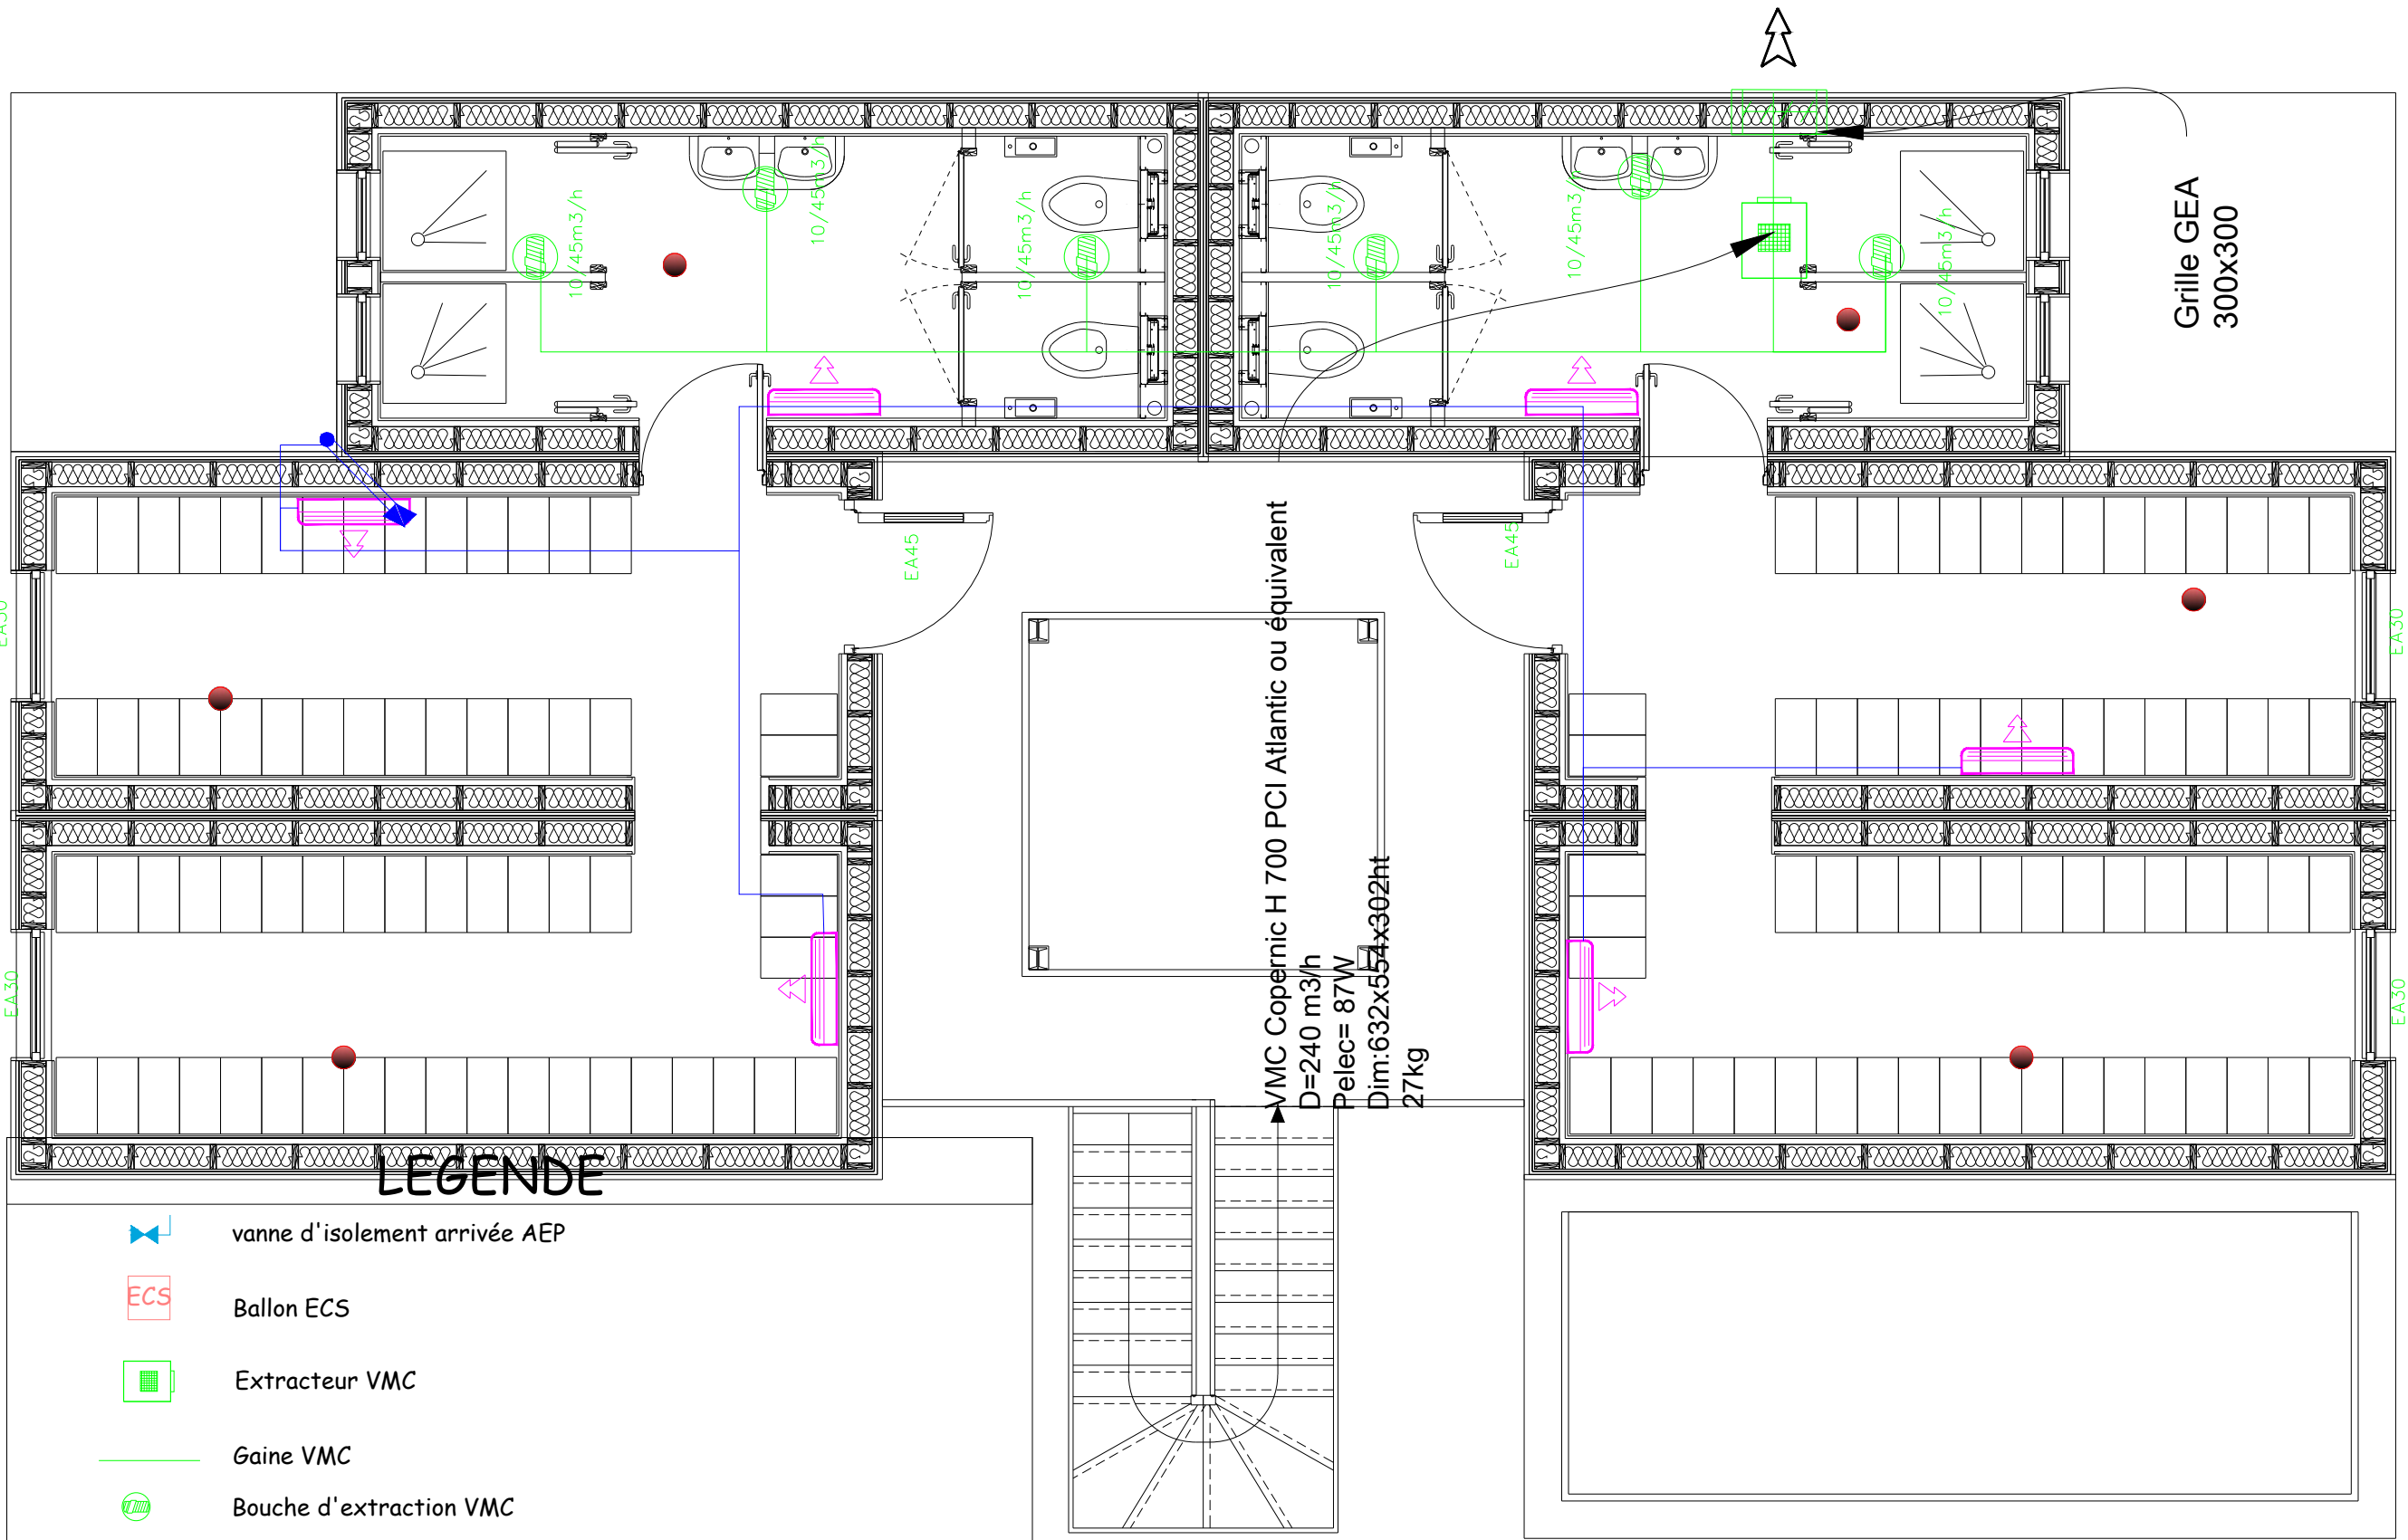 10/45m3/h
10/45m3/h
10/45m3/h
10/45m3/h
10/45m3/h
10/45m3/h
Grille GEA
300x300
EA45
EA45
EA30
EA30
EA30
EA30
VMC Copernic H 700 PCI Atlantic ou équivalent
D=240 m3/h
Pelec= 87W
Dim:632x554x302ht
27kg
LEGENDE
vanne d'isolement arrivée AEP
ECS
Ballon ECS
Extracteur VMC
Gaine VMC
Bouche d'extraction VMC